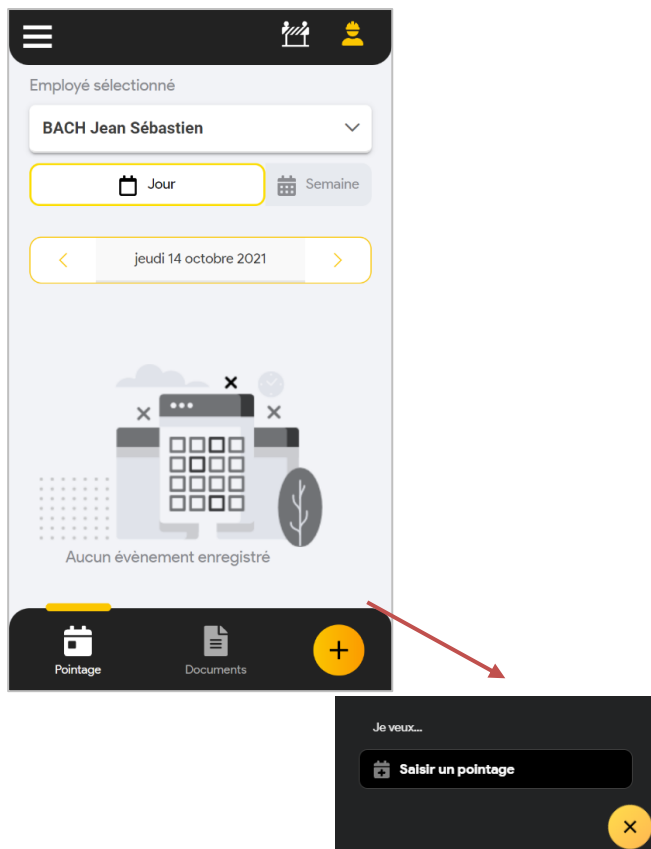 Employé sélectionné
BACH Jean Sébastien
Jour
Semaine
jeudi 14 octobre 2021
Aucun évènement enregistré
Pointage
Documents
Je veux...
Saisir un pointage